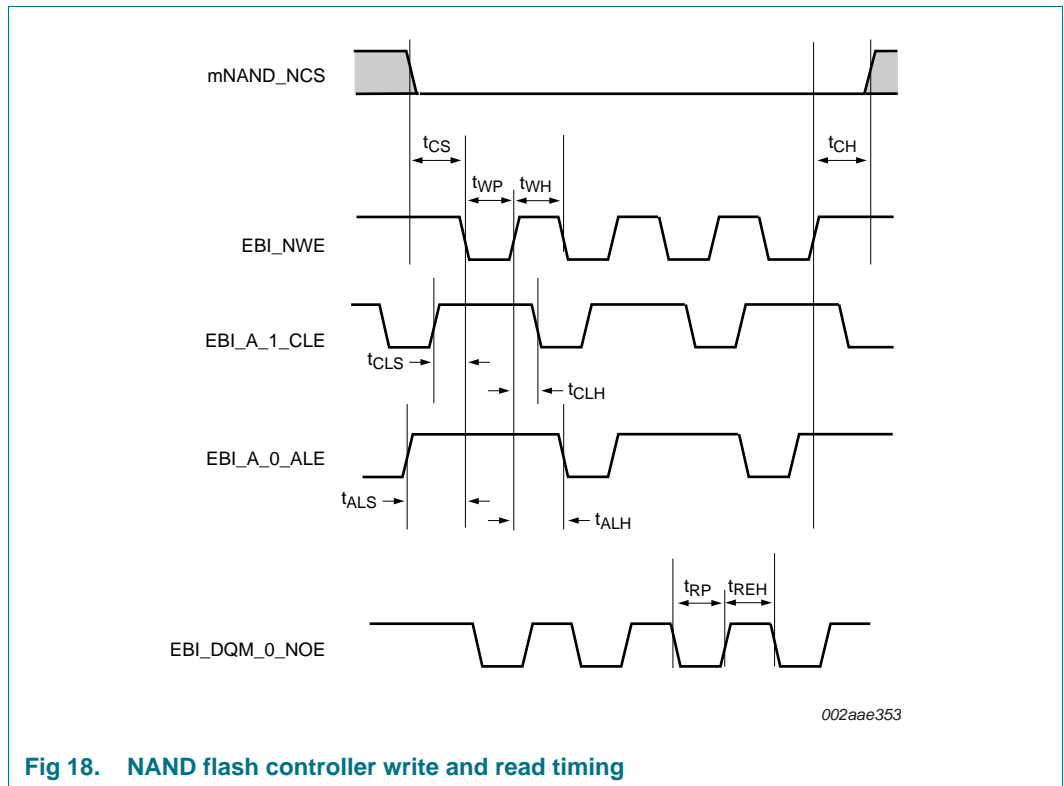 mNAND_NCS
tCS
tCH
tWP
tWH
EBI_NWE
EBI_A_1_CLE
tCLS
tCLH
EBI_A_0_ALE
tALS
tALH
tRP
tREH
EBI_DQM_0_NOE
002aae353
Fig 18. NAND flash controller write and read timing